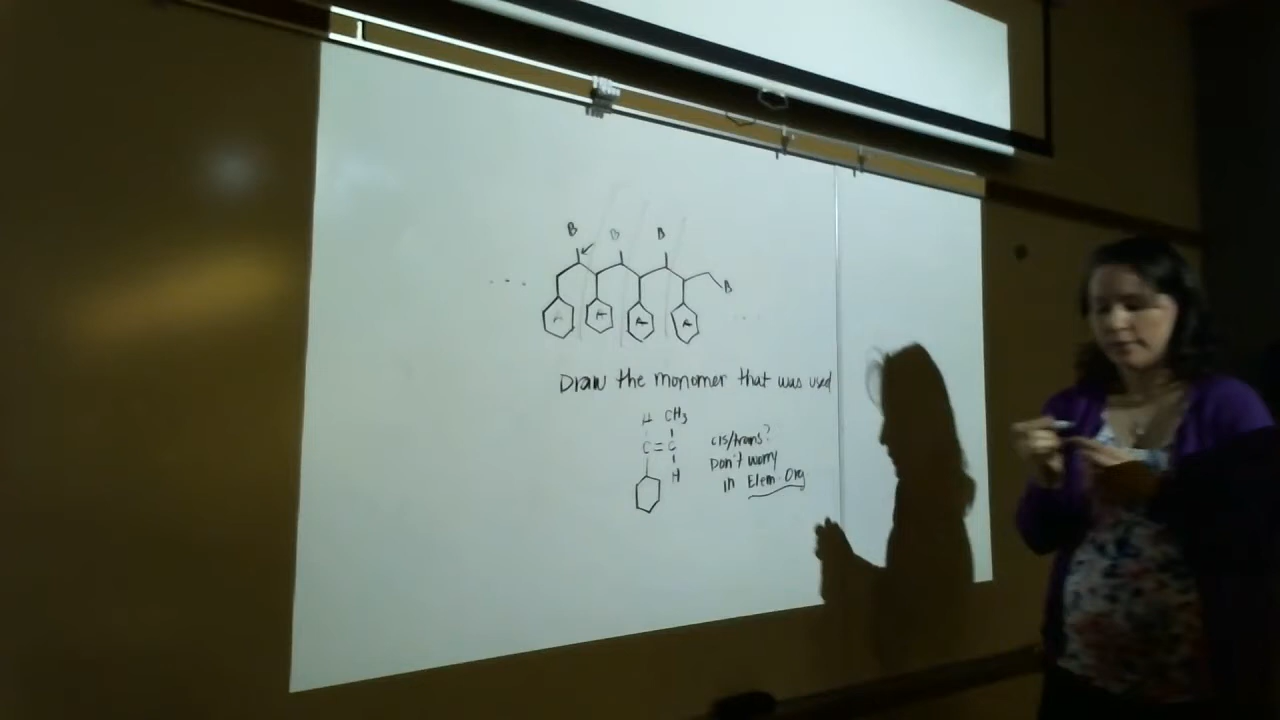 B B B
B
A A A A
Draw the monomer that was used
H CH3
C = C
H
cis/trans?
Don't worry
in Elem. Org